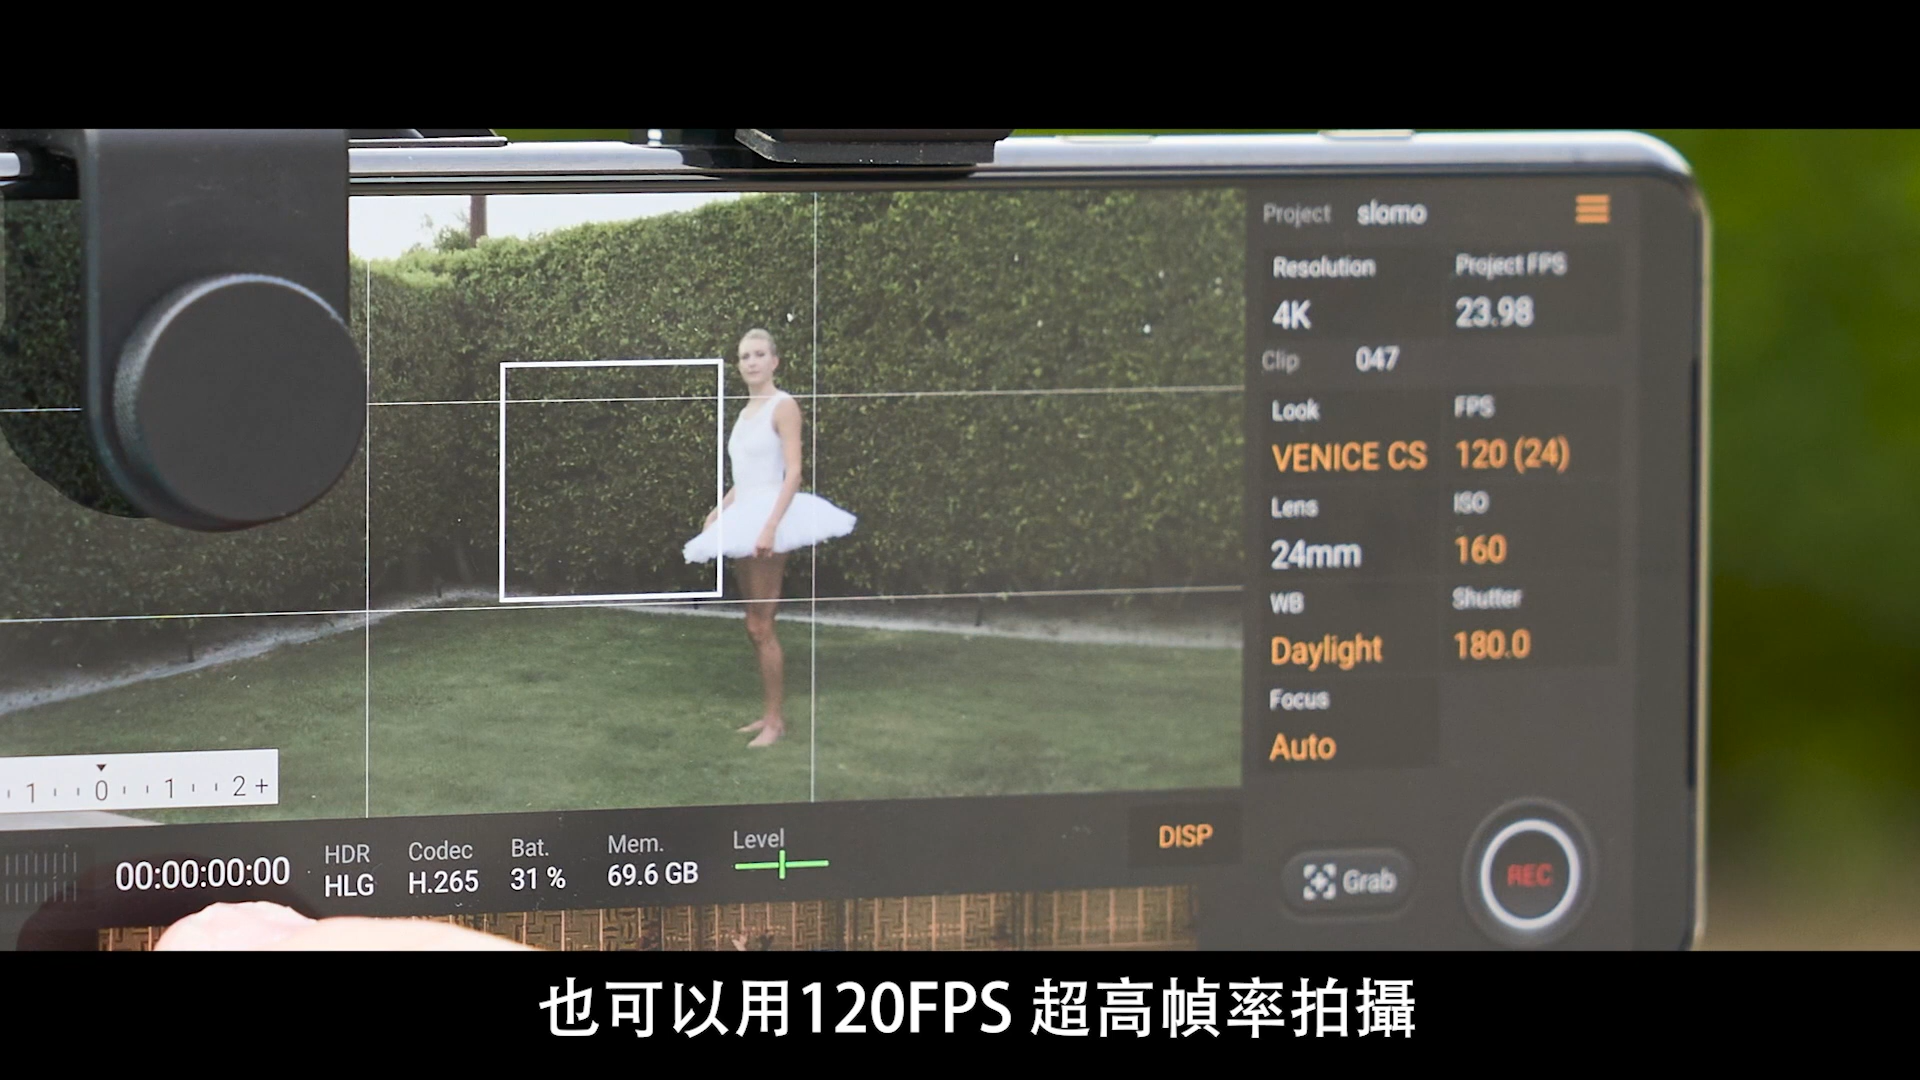 Project slomo
Resolution Project FPS
4K 23.98
Clip 047
Look FPS
VENICE CS 120 (24)
Lens ISO
24mm 160
WB Shutter
Daylight 180.0
Focus
Auto
1 0 1 2 +
00:00:00:00
HDR Codec Bat. Mem. Level
HLG H.265 31 % 69.6 GB
DISP
Grab
REC
也可以用120FPS 超高幀率拍攝